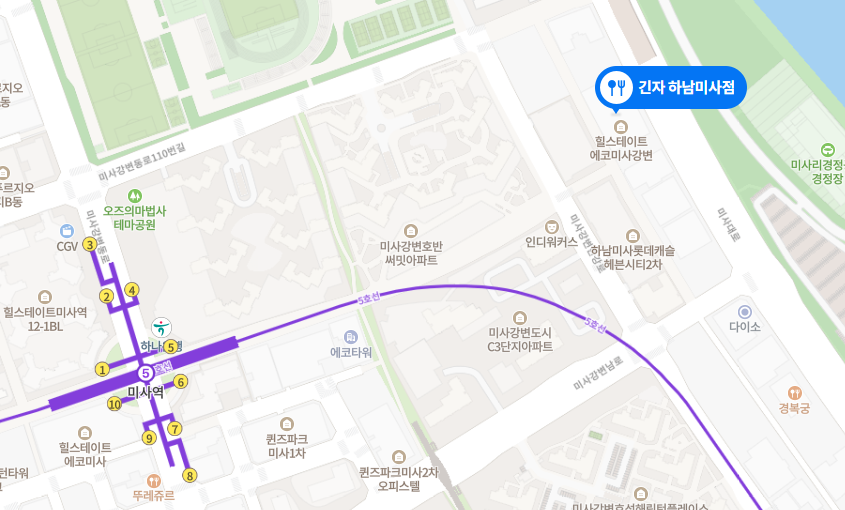 긴자 하남미사점
힐스테이트
에코미사강변
미사강변동로110번길
미사리경정
경정장
오즈의마법사
테마공원
미사강변동로
CGV
3
미사강변호반
써밋아파트
인디워커스
하남미사롯데캐슬
헤븐시티2차
미사대로
2
4
힐스테이트미사역
12-1BL
5호선
5호선
미사강변도시
C3단지아파트
다이소
에코타워
5
1
5
6
미사역
10
미사강변남로
경복궁
7
9
8
힐스테이트
에코미사
퀸즈파크
미사1차
퀸즈파크미사2차
오피스텔
뚜레쥬르